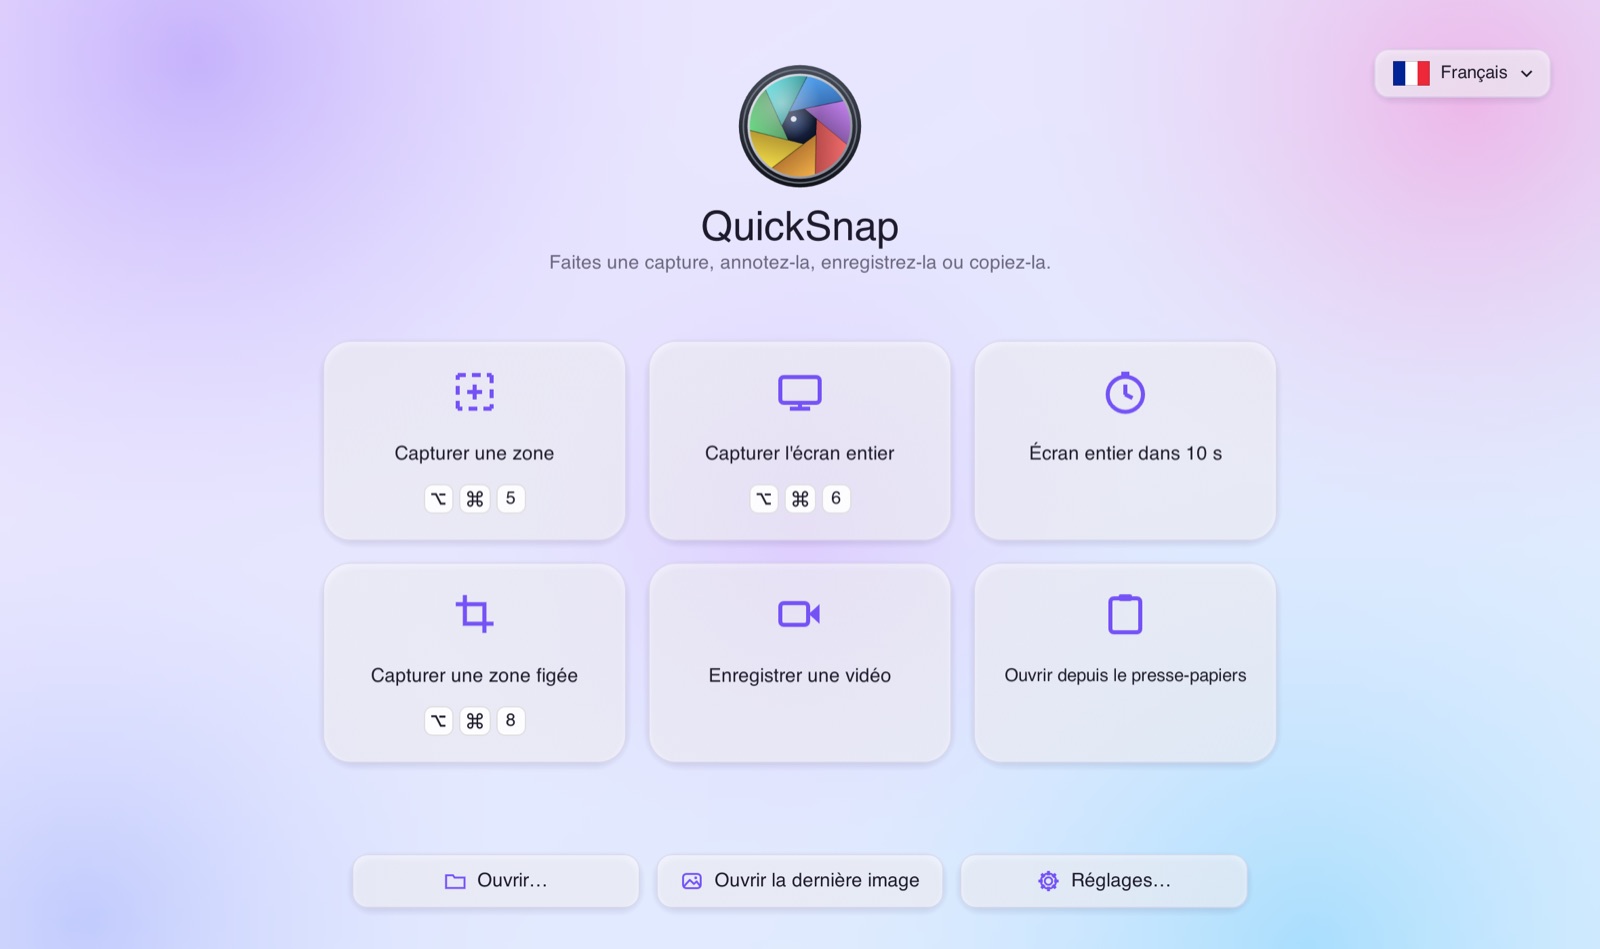 Français
QuickSnap
Faites une capture, annotez-la, enregistrez-la ou copiez-la.
Capturer une zone
⌥ ⌘ 5
Capturer l'écran entier
⌥ ⌘ 6
Écran entier dans 10 s
Capturer une zone figée
⌥ ⌘ 8
Enregistrer une vidéo
Ouvrir depuis le presse-papiers
Ouvrir…
Ouvrir la dernière image
Réglages…